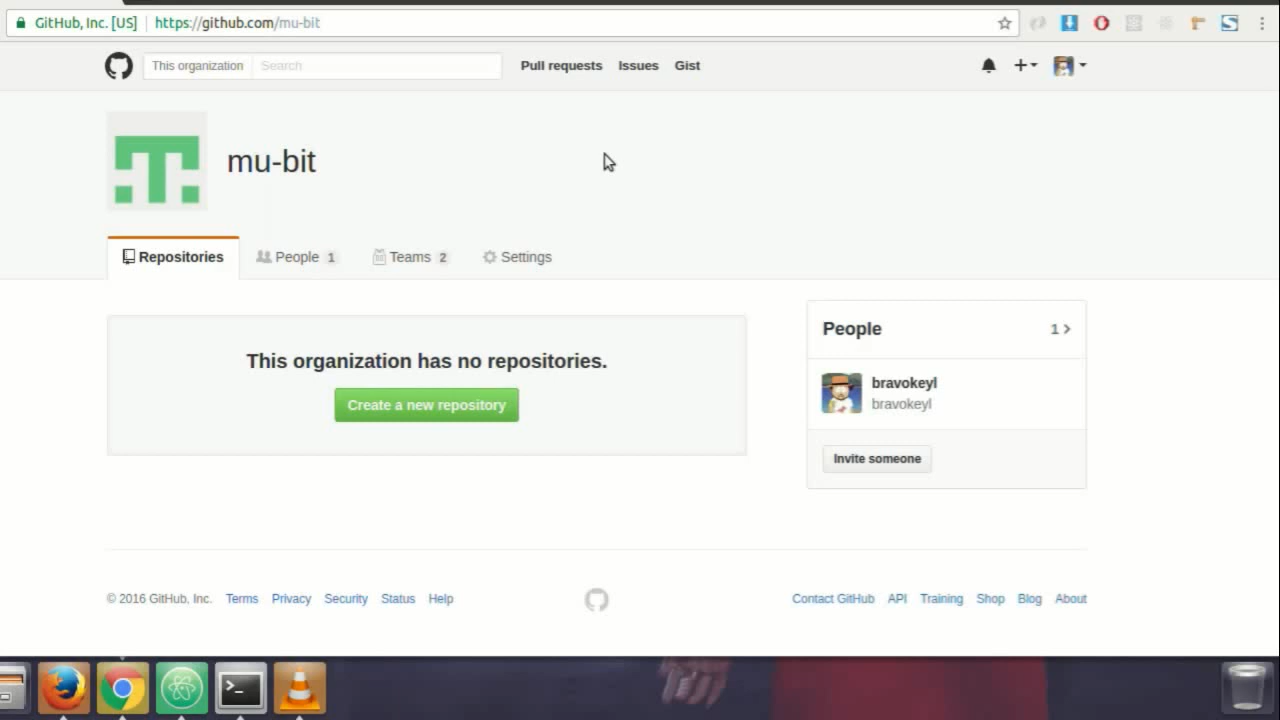 GitHub, Inc. [US] https://github.com/mu-bit
This organization Search Pull requests Issues Gist
mu-bit
Repositories People 1 Teams 2 Settings
This organization has no repositories.
Create a new repository
People 1
bravokeyl
bravokeyl
Invite someone
© 2016 GitHub, Inc. Terms Privacy Security Status Help Contact GitHub API Training Shop Blog About